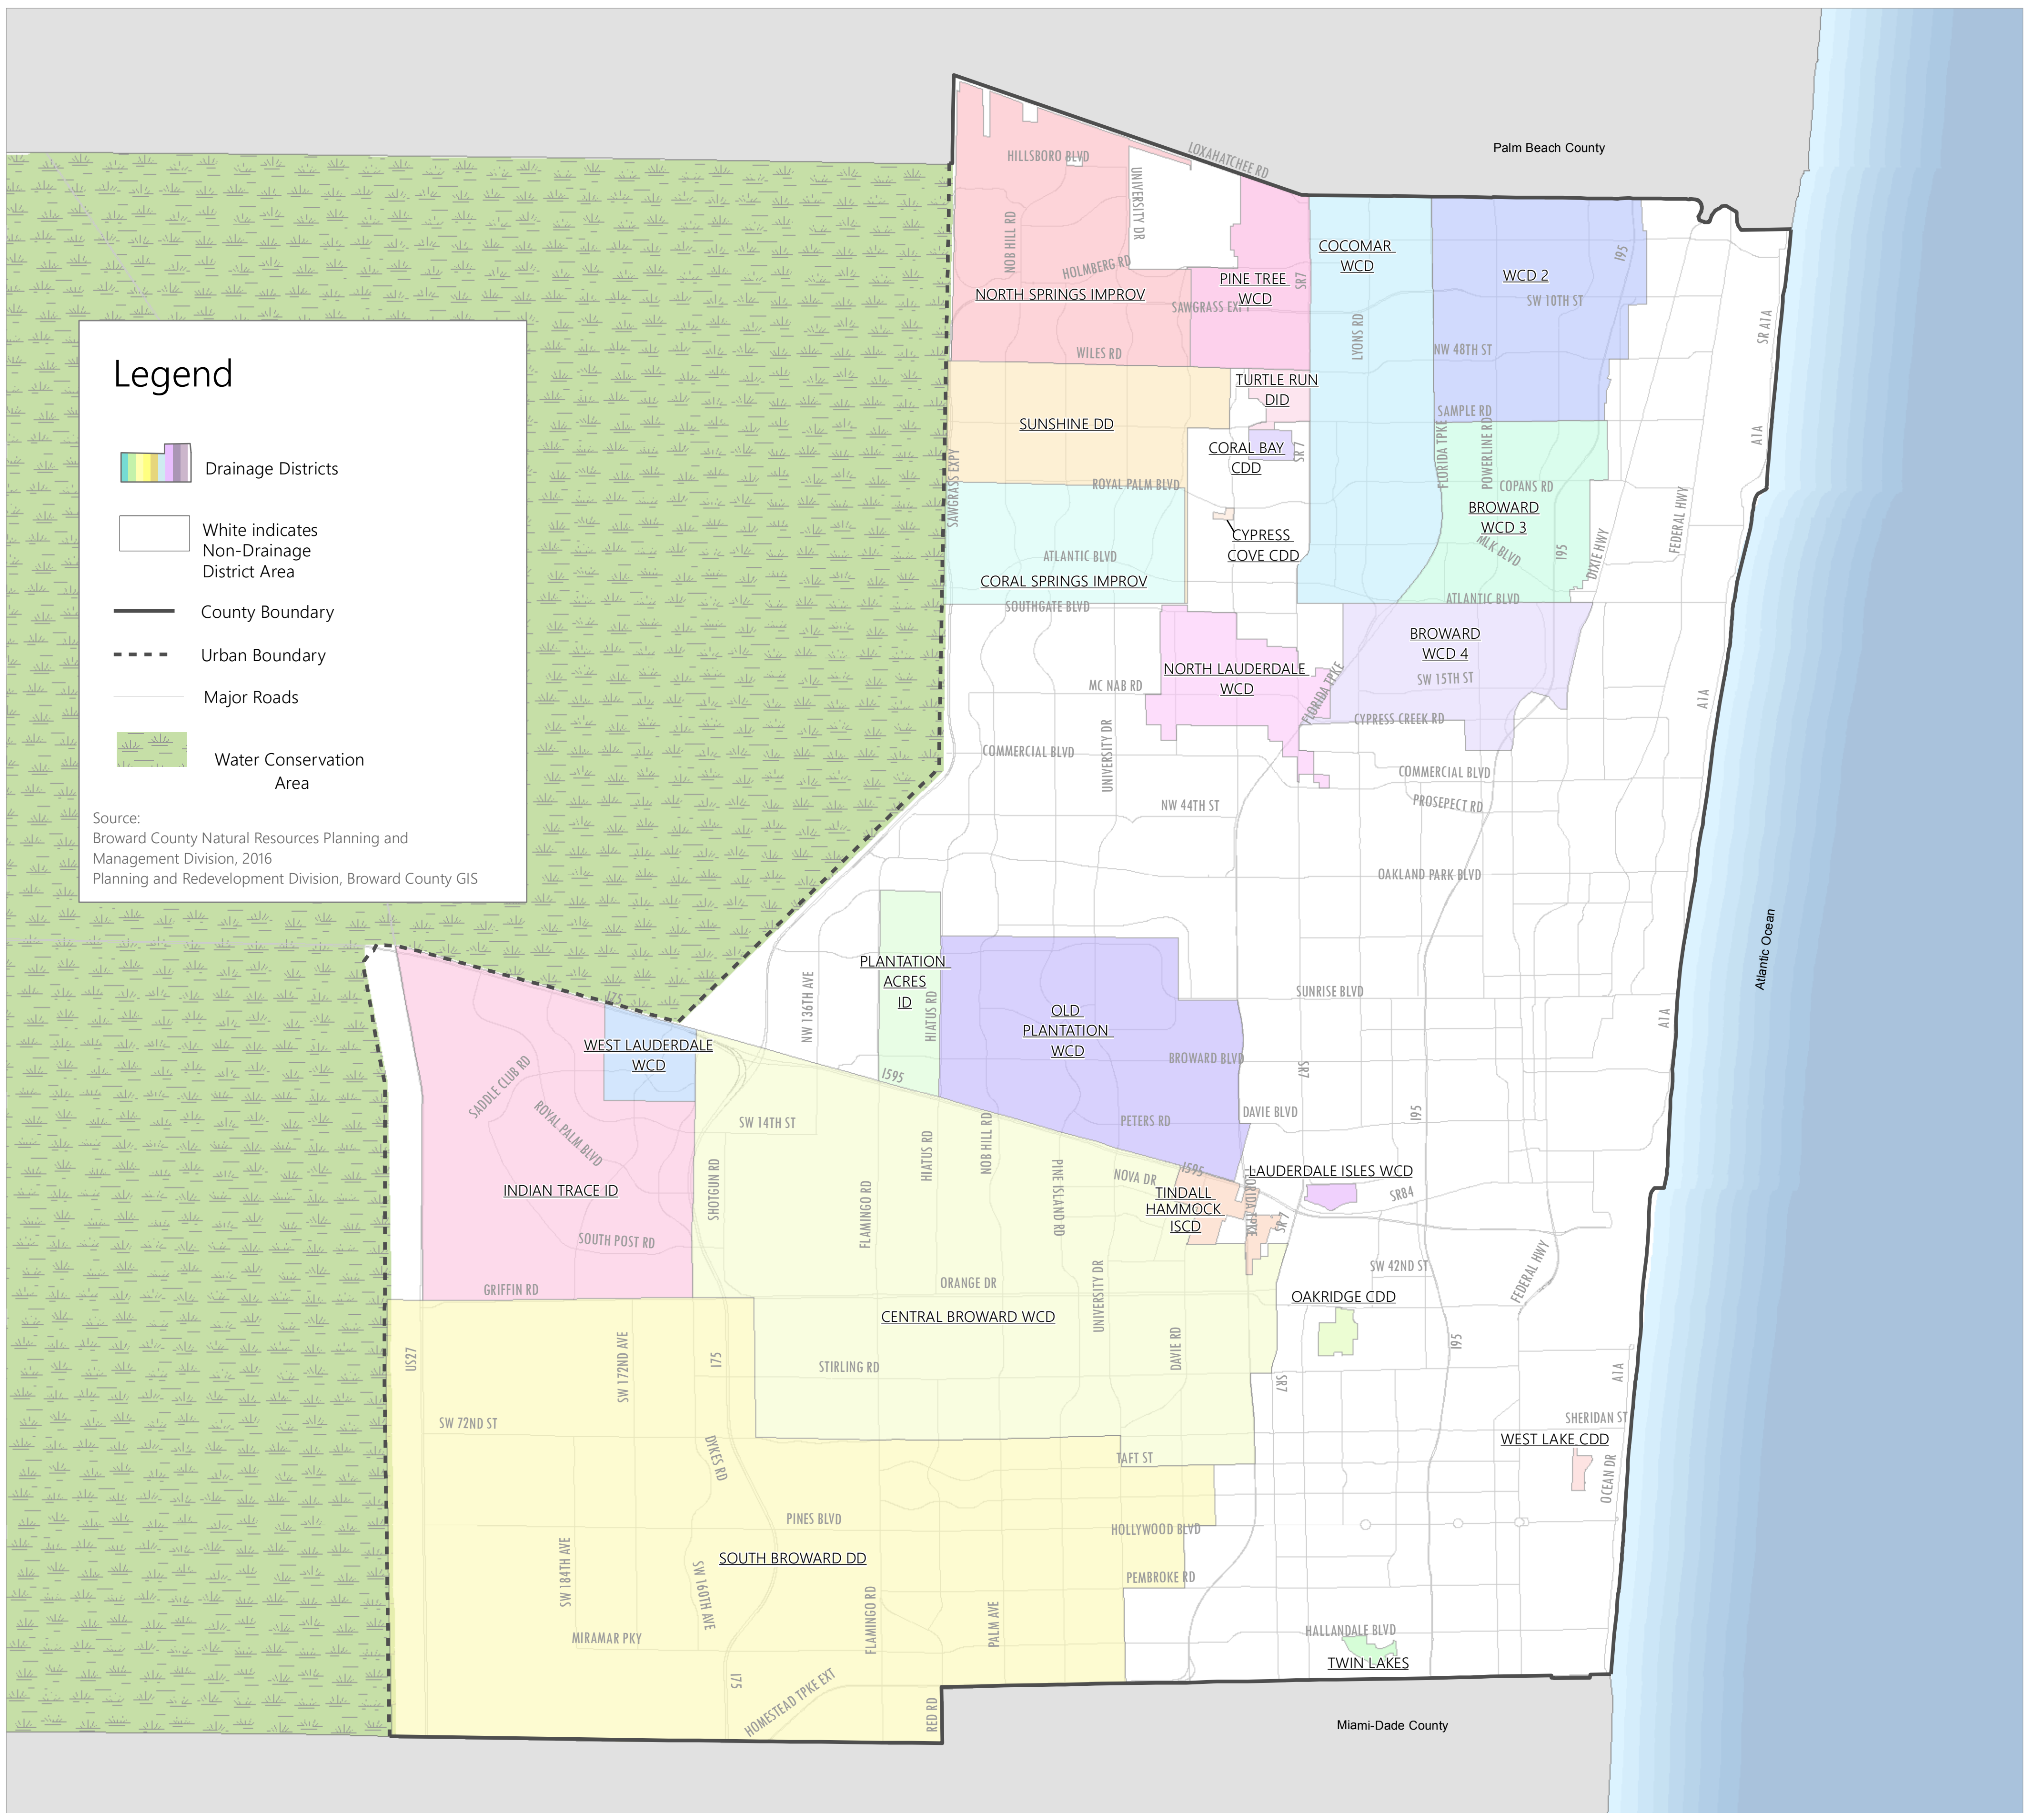 Palm Beach County
LOXAHATCHEE RD
HILLSBORO BLVD
UNIVERSITY DR
NOB HILL RD
HOLMBERG RD
NORTH SPRINGS IMPROV
PINE TREE
WCD
SR7
SAWGRASS EXPY
WILES RD
COCOMAR
WCD
LYONS RD
WCD 2
I95
SW 10TH ST
NW 48TH ST
SAMPLE RD
SR A1A
A1A
Legend
Drainage Districts
White indicates
Non-Drainage
District Area
County Boundary
Urban Boundary
Major Roads
Water Conservation
Area
Source:
Broward County Natural Resources Planning and
Management Division, 2016
Planning and Redevelopment Division, Broward County GIS
TURTLE RUN
DID
SUNSHINE DD
CORAL BAY
CDD
SR 7
FLORIDA TPKE
POWERLINE RD
SAWGRASS EXPY
ROYAL PALM BLVD
COPANS RD
BROWARD
WCD 3
MLK BLVD
I95
DIXIE HWY
FEDERAL HWY
CYPRESS
COVE CDD
ATLANTIC BLVD
CORAL SPRINGS IMPROV
SOUTHGATE BLVD
ATLANTIC BLVD
BROWARD
WCD 4
SW 15TH ST
NORTH LAUDERDALE
WCD
FLORIDA TPKE
MC NAB RD
CYPRESS CREEK RD
A1A
UNIVERSITY DR
COMMERCIAL BLVD
COMMERCIAL BLVD
PROSEPECT RD
NW 44TH ST
OAKLAND PARK BLVD
Atlantic Ocean
PLANTATION
ACRES
ID
HIATUS RD
NW 136TH AVE
OLD
PLANTATION
WCD
SUNRISE BLVD
A1A
I75
WEST LAUDERDALE
WCD
BROWARD BLVD
SR7
I595
SADDLE CLUB RD
ROYAL PALM BLVD
SW 14TH ST
PETERS RD
DAVIE BLVD
I95
INDIAN TRACE ID
SHOTGUN RD
FLAMINGO RD
HIATUS RD
NOB HILL RD
PINE ISLAND RD
NOVA DR
I595
LAUDERDALE ISLES WCD
TINDALL
HAMMOCK
ISCD
FLORIDA TPKE
SR 7
SR84
SOUTH POST RD
GRIFFIN RD
ORANGE DR
UNIVERSITY DR
SW 42ND ST
FEDERAL HWY
OAKRIDGE CDD
CENTRAL BROWARD WCD
US27
SW 172ND AVE
I75
STIRLING RD
DAVIE RD
SR7
I95
A1A
SW 72ND ST
DYKES RD
TAFT ST
SHERIDAN ST
WEST LAKE CDD
OCEAN DR
PINES BLVD
HOLLYWOOD BLVD
SOUTH BROWARD DD
SW 184TH AVE
SW 160TH AVE
FLAMINGO RD
PALM AVE
PEMBROKE RD
MIRAMAR PKY
HALLANDALE BLVD
TWIN LAKES
I75
HOMESTEAD TPKE EXT
RED RD
Miami-Dade County